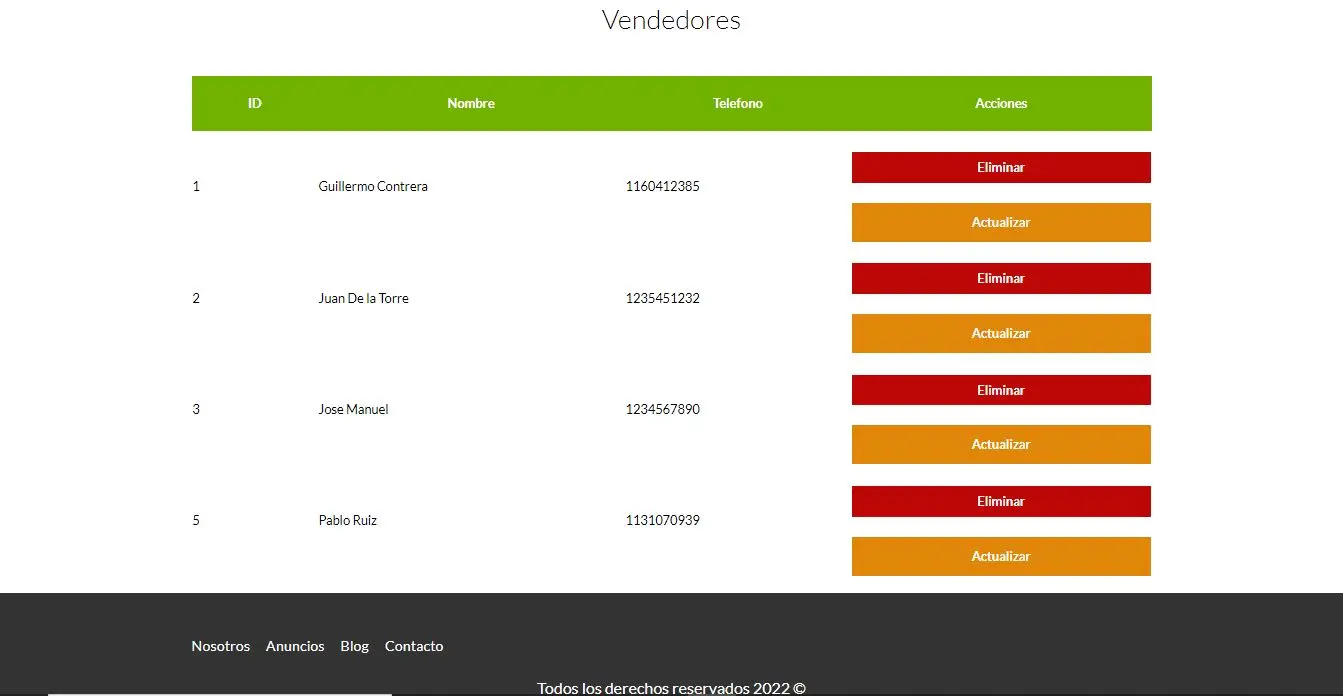 Vendedores
ID Nombre Telefono Acciones
1 Guillermo Contrera 1160412385 Eliminar
Actualizar
2 Juan De la Torre 1235451232 Eliminar
Actualizar
3 Jose Manuel 1234567890 Eliminar
Actualizar
5 Pablo Ruiz 1131070939 Eliminar
Actualizar
Nosotros Anuncios Blog Contacto
Todos los derechos reservados 2022 ©